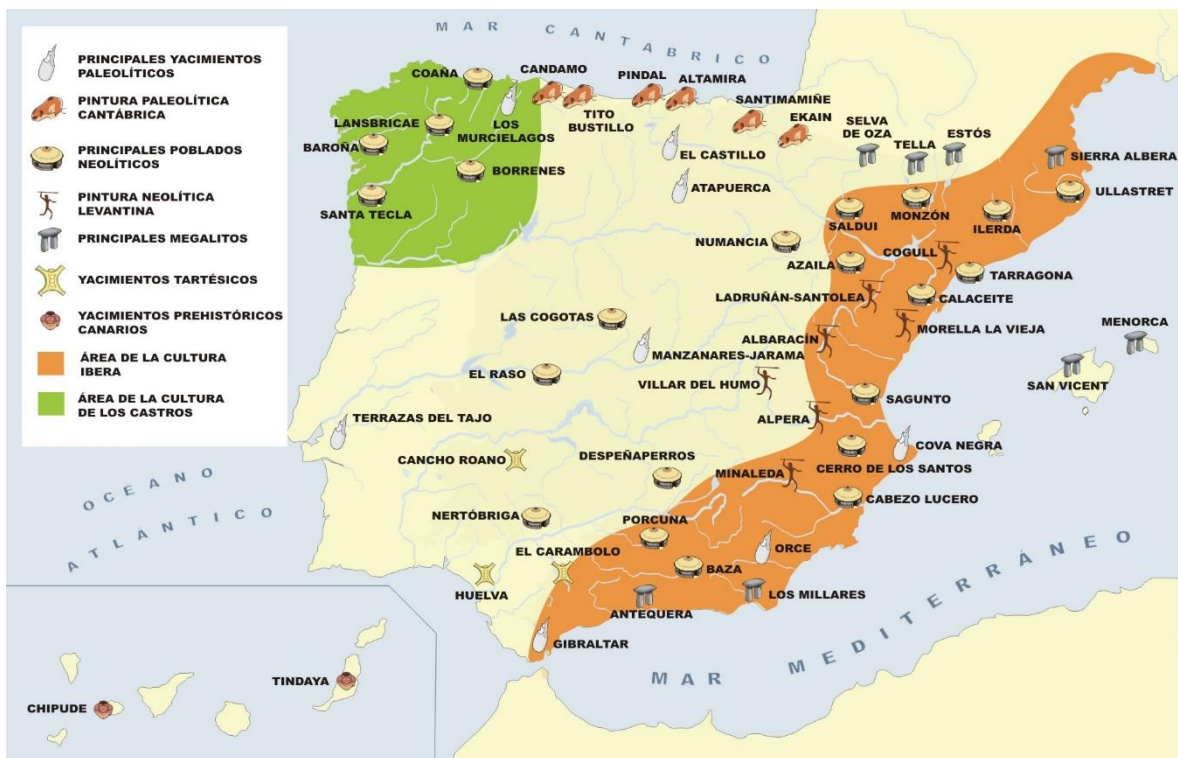 PRINCIPALES YACIMIENTOS
PALEOLÍTICOS
PINTURA PALEOLÍTICA
CANTÁBRICA
PRINCIPALES POBLADOS
NEOLÍTICOS
PINTURA NEOLÍTICA
LEVANTINA
PRINCIPALES MEGALITOS
YACIMIENTOS TARTÉSICOS
YACIMIENTOS PREHISTÓRICOS
CANARIOS
ÁREA DE LA CULTURA
IBERA
ÁREA DE LA CULTURA
DE LOS CASTROS
MAR CANTABRICO
COAÑA
CANDAMO
PINDAL
ALTAMIRA
LANSBRICAE
LOS
MURCIELAGOS
TITO
BUSTILLO
SANTIMAMIÑE
EKAIN
BAROÑA
BORRENES
EL CASTILLO
SELVA
DE OZA
TELLA
ESTÓS
SIERRA ALBERA
SANTA TECLA
ATAPUERCA
SALDUI
MONZÓN
ILERDA
ULLASTRET
NUMANCIA
AZAILA
COGULL
TARRAGONA
LADRUÑÁN-SANTOLEA
CALACEITE
LAS COGOTAS
ALBARACÍN
MORELLA LA VIEJA
MENORCA
MANZANARES-JARAMA
EL RASO
VILLAR DEL HUMO
SAGUNTO
SAN VICENT
TERRAZAS DEL TAJO
ALPERA
COVA NEGRA
CANCHO ROANO
DESPEÑAPERROS
MINALEDA
CERRO DE LOS SANTOS
CABEZO LUCERO
OCÉANO
ATLANTICO
NERTÓBRIGA
PORCUNA
EL CARAMBOLO
ORCE
BAZA
HUELVA
ANTEQUERA
LOS MILLARES
GIBRALTAR
MAR MEDITERRÁNEO
TINDAYA
CHIPUDE